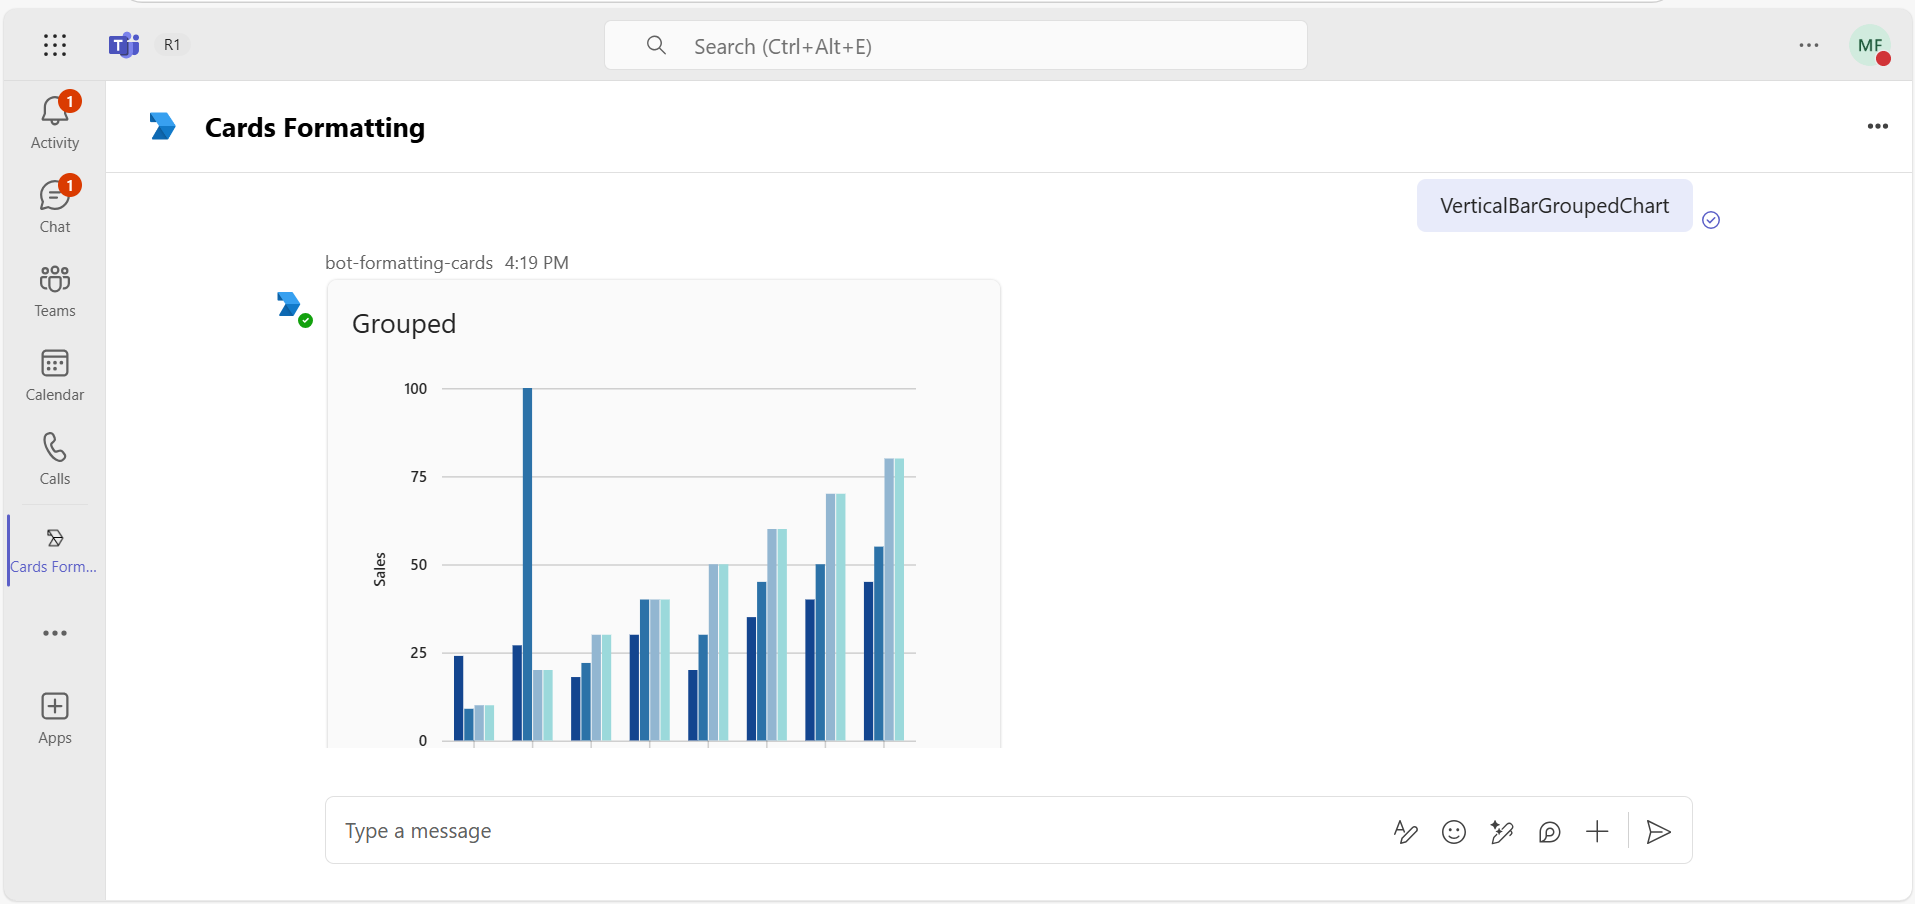 R1
Search (Ctrl+Alt+E)
MF
1
Activity
1
Chat
Teams
Calendar
Calls
Cards Form...
Apps
Cards Formatting
VerticalBarGroupedChart
bot-formatting-cards 4:19 PM
Grouped
100
75
50
25
0
Sales
Type a message